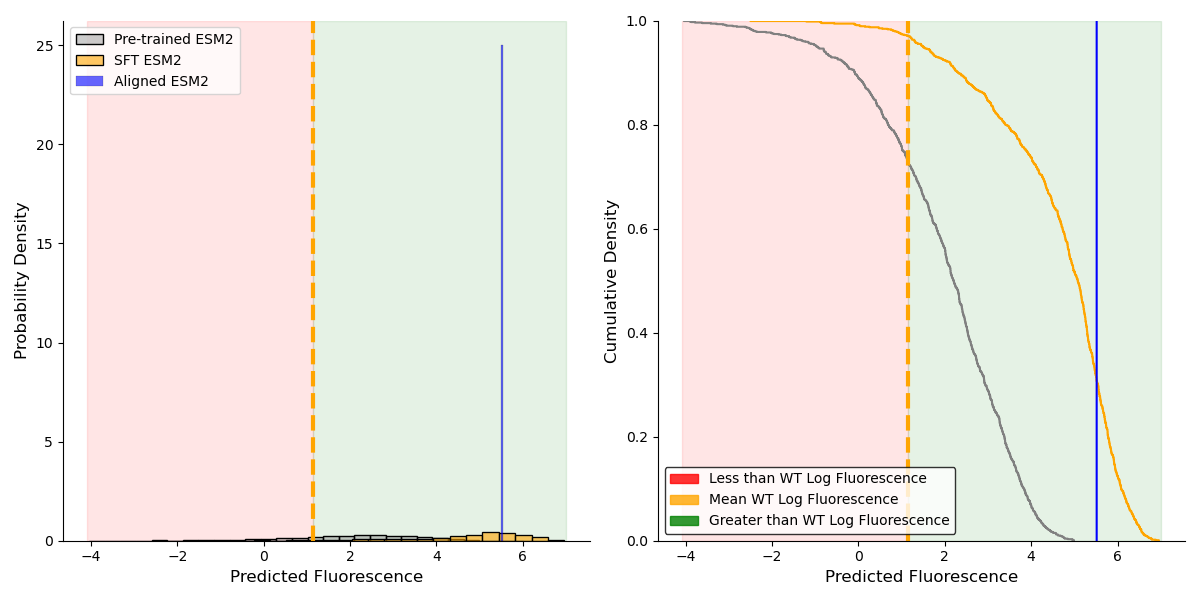 Pre-trained ESM2
SFT ESM2
Aligned ESM2
25
20
15
10
5
0
Probability Density
−4
−2
0
2
4
6
Predicted Fluorescence
1.0
0.8
0.6
0.4
0.2
0.0
Cumulative Density
Less than WT Log Fluorescence
Mean WT Log Fluorescence
Greater than WT Log Fluorescence
−4
−2
0
2
4
6
Predicted Fluorescence